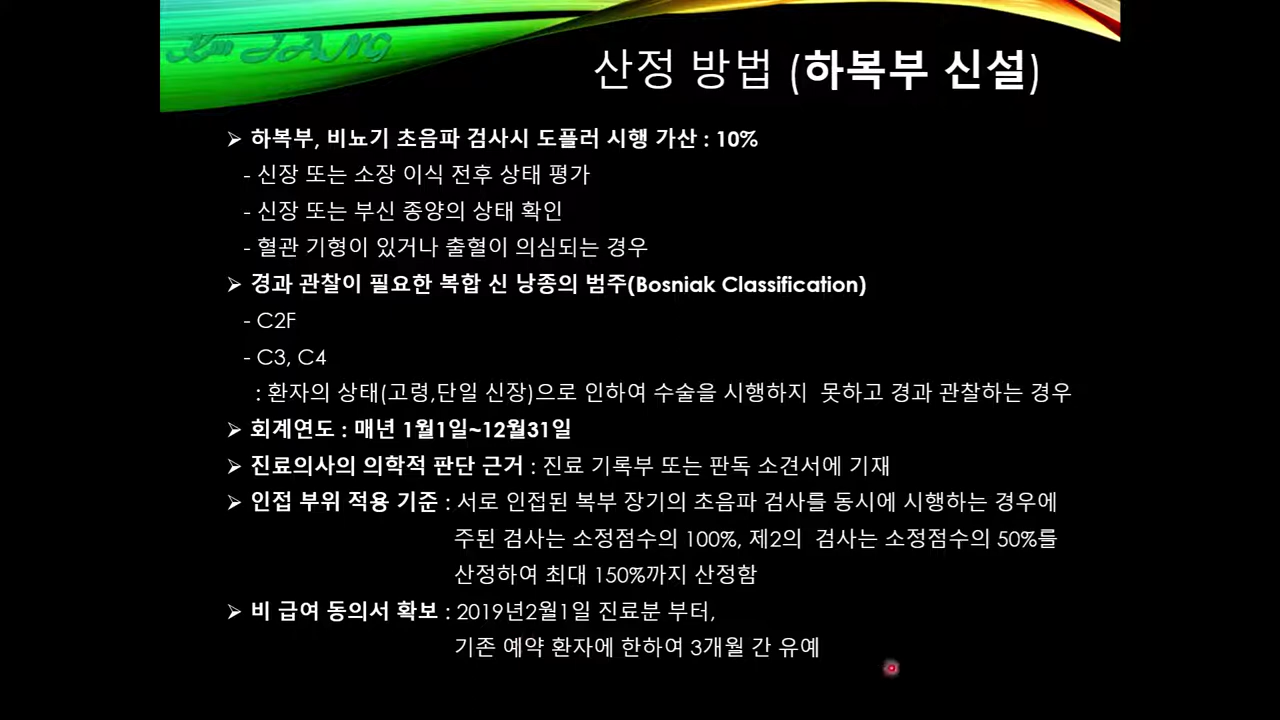 Kim JANG
산정 방법 (하복부 신설)
➢ 하복부, 비뇨기 초음파 검사시 도플러 시행 가산 : 10%
- 신장 또는 소장 이식 전후 상태 평가
- 신장 또는 부신 종양의 상태 확인
- 혈관 기형이 있거나 출혈이 의심되는 경우
➢ 경과 관찰이 필요한 복합 신 낭종의 범주(Bosniak Classification)
- C2F
- C3, C4
: 환자의 상태(고령,단일 신장)으로 인하여 수술을 시행하지 못하고 경과 관찰하는 경우
➢ 회계연도 : 매년 1월1일~12월31일
➢ 진료의사의 의학적 판단 근거 : 진료 기록부 또는 판독 소견서에 기재
➢ 인접 부위 적용 기준 : 서로 인접된 복부 장기의 초음파 검사를 동시에 시행하는 경우에
주된 검사는 소정점수의 100%, 제2의 검사는 소정점수의 50%를
산정하여 최대 150%까지 산정함
➢ 비 급여 동의서 확보 : 2019년2월1일 진료분 부터,
기존 예약 환자에 한하여 3개월 간 유예